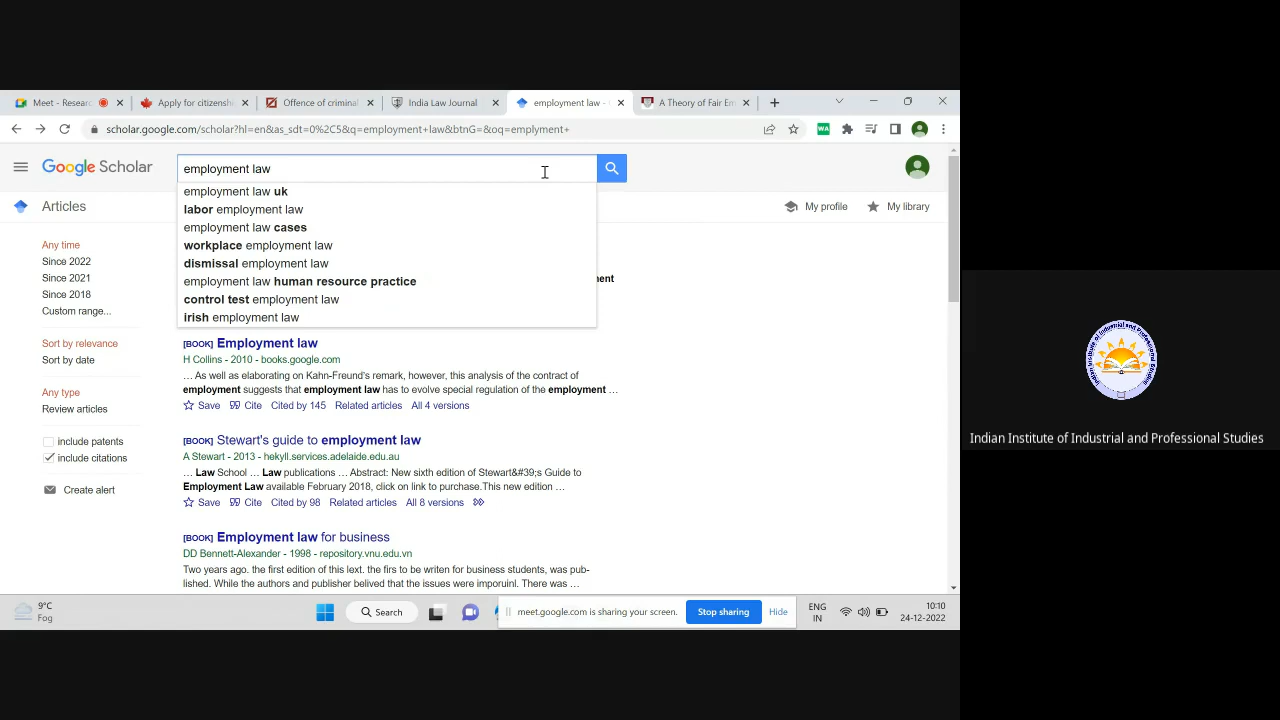 Meet - Researc
Apply for citizenshi
Offence of criminal
India Law Journal
employment law -
A Theory of Fair Em
scholar.google.com/scholar?hl=en&as_sdt=0%2C5&q=employment+law&btnG=&oq=emplyment+
Google Scholar
employment law
employment law uk
labor employment law
employment law cases
workplace employment law
dismissal employment law
employment law human resource practice
control test employment law
irish employment law
Articles
My profile
My library
Any time
Since 2022
Since 2021
Since 2018
Custom range...
Sort by relevance
Sort by date
Any type
Review articles
include patents
include citations
Create alert
ent
[BOOK] Employment law
H Collins - 2010 - books.google.com
… As well as elaborating on Kahn-Freund's remark, however, this analysis of the contract of
employment suggests that employment law has to evolve special regulation of the employment …
Save Cite Cited by 145 Related articles All 4 versions
[BOOK] Stewart's guide to employment law
A Stewart - 2013 - hekyll.services.adelaide.edu.au
… Law School … Law publications … Abstract: New sixth edition of Stewart&#39;s Guide to
Employment Law available February 2018, click on link to purchase.This new edition …
Save Cite Cited by 98 Related articles All 8 versions
[BOOK] Employment law for business
DD Bennett-Alexander - 1998 - repository.vnu.edu.vn
Two years ago. the first edition of this lext. the firs to be writen for business students, was pub-
lished. While the authors and publisher belived that the issues were imporuinl. There was …
9°C
Fog
Search
meet.google.com is sharing your screen.
Stop sharing
Hide
ENG
IN
10:10
24-12-2022
Indian Institute of Industrial and Professional Studies